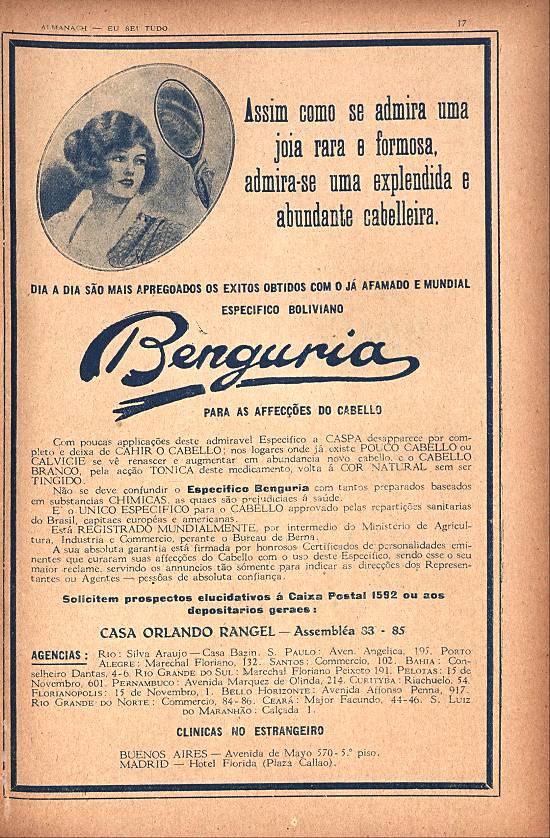 ALMANACH — EU SEI TUDO 17
Assim como se admira uma
joia rara e formosa,
admira-se uma explendida e
abundante cabelleira.
DIA A DIA SÃO MAIS APREGOADOS OS EXITOS OBTIDOS COM O JÁ AFAMADO E MUNDIAL
ESPECIFICO BOLIVIANO
Benguria
PARA AS AFFECÇÕES DO CABELLO
Com poucas applicações deste admiravel Especifico a CASPA desapparece por com-
pleto e deixa de CAHIR O CABELLO; nos logares onde já existe POUCO CABELLO ou
CALVICIE se vê renascer e augmentar em abundancia novo cabello e o CABELLO
BRANCO, pela acção TONICA deste medicamento, volta á COR NATURAL sem ser
TINGIDO.
Não se deve confundir o Especifico Benguria com tantos preparados baseados
em substancias CHIMICAS, as quaes são prejudiciaes á saúde.
E' o UNICO ESPECIFICO para o CABELLO approvado pelas repartições sanitarias
do Brasil, capitaes européas e americanas.
Está REGISTRADO MUNDIALMENTE, por intermedio do Ministerio de Agricul-
tura, Industria e Commercio, perante o Bureau de Berna.
A sua absoluta garantia está firmada por honrosos Certificados de personalidades emi-
nentes que curaram suas affecções do Cabello com o uso deste Especifico, sendo esse o seu
maior reclame, servindo os annuncios tão sómente para indicar as direcções dos Represen-
tantes ou Agentes — pessôas de absoluta confiança.
Solicitem prospectos elucidativos á Caixa Postal 1592 ou aos
depositarios geraes:
CASA ORLANDO RANGEL — Assembléa 83 - 85
AGENCIAS: RIO: Silva Araujo — Casa Bazin. S. PAULO: Aven. Angelica, 195. PORTO
ALEGRE: Marechal Floriano, 132. SANTOS: Commercio, 102. BAHIA: Con-
selheiro Dantas, 4-6. RIO GRANDE DO SUL: Marechal Floriano Peixoto 191. PELOTAS: 15 de
Novembro, 601. PERNAMBUCO: Avenida Marquez de Olinda, 214. CURITYBA: Riachuelo, 54.
FLORIANOPOLIS: 15 de Novembro, 1. BELLO HORIZONTE: Avenida Affonso Penna, 917.
RIO GRANDE DO NORTE: Commercio, 84-86. CEARÁ: Major Facundo, 44-46. S. LUIZ
DO MARANHÃO: Calçada 1.
CLINICAS NO ESTRANGEIRO
BUENOS AIRES — Avenida de Mayo 570-5.º piso.
MADRID — Hotel Florida (Plaza Callao).